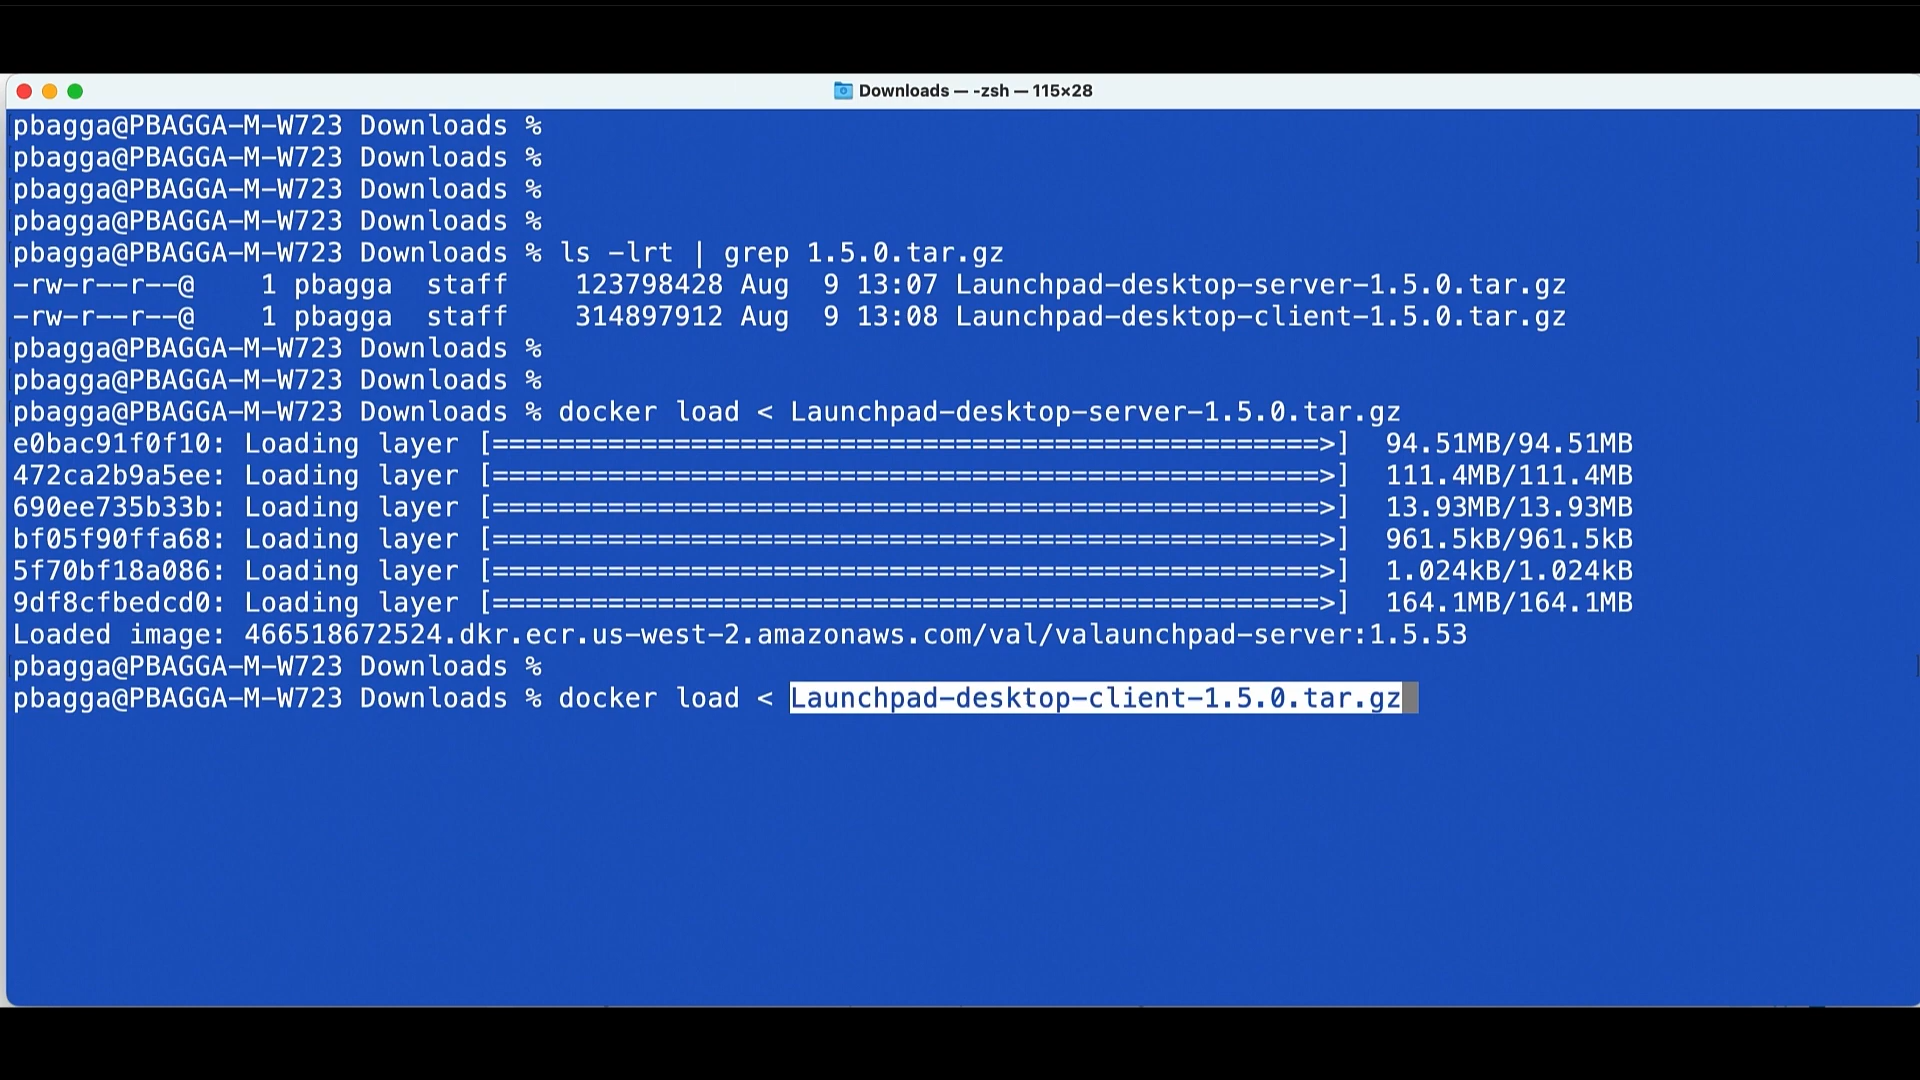 Downloads — -zsh — 115×28
pbagga@PBAGGA-M-W723 Downloads %
pbagga@PBAGGA-M-W723 Downloads %
pbagga@PBAGGA-M-W723 Downloads %
pbagga@PBAGGA-M-W723 Downloads %
pbagga@PBAGGA-M-W723 Downloads % ls -lrt | grep 1.5.0.tar.gz
-rw-r--r--@    1 pbagga  staff    123798428 Aug  9 13:07 Launchpad-desktop-server-1.5.0.tar.gz
-rw-r--r--@    1 pbagga  staff    314897912 Aug  9 13:08 Launchpad-desktop-client-1.5.0.tar.gz
pbagga@PBAGGA-M-W723 Downloads %
pbagga@PBAGGA-M-W723 Downloads %
pbagga@PBAGGA-M-W723 Downloads % docker load < Launchpad-desktop-server-1.5.0.tar.gz
e0bac91f0f10: Loading layer [==================================================>]  94.51MB/94.51MB
472ca2b9a5ee: Loading layer [==================================================>]  111.4MB/111.4MB
690ee735b33b: Loading layer [==================================================>]  13.93MB/13.93MB
bf05f90ffa68: Loading layer [==================================================>]  961.5kB/961.5kB
5f70bf18a086: Loading layer [==================================================>]  1.024kB/1.024kB
9df8cfbedcd0: Loading layer [==================================================>]  164.1MB/164.1MB
Loaded image: 466518672524.dkr.ecr.us-west-2.amazonaws.com/val/valaunchpad-server:1.5.53
pbagga@PBAGGA-M-W723 Downloads %
pbagga@PBAGGA-M-W723 Downloads % docker load < Launchpad-desktop-client-1.5.0.tar.gz